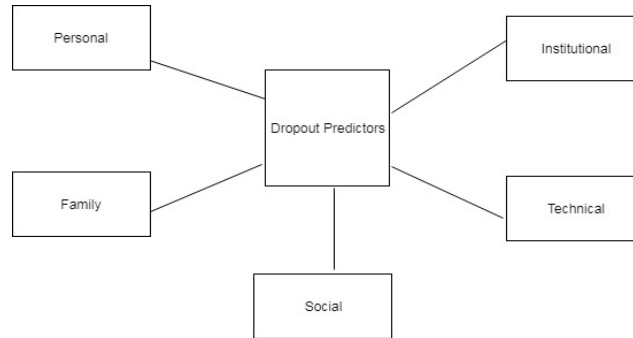 Personal
Institutional
Dropout Predictors
Family
Technical
Social